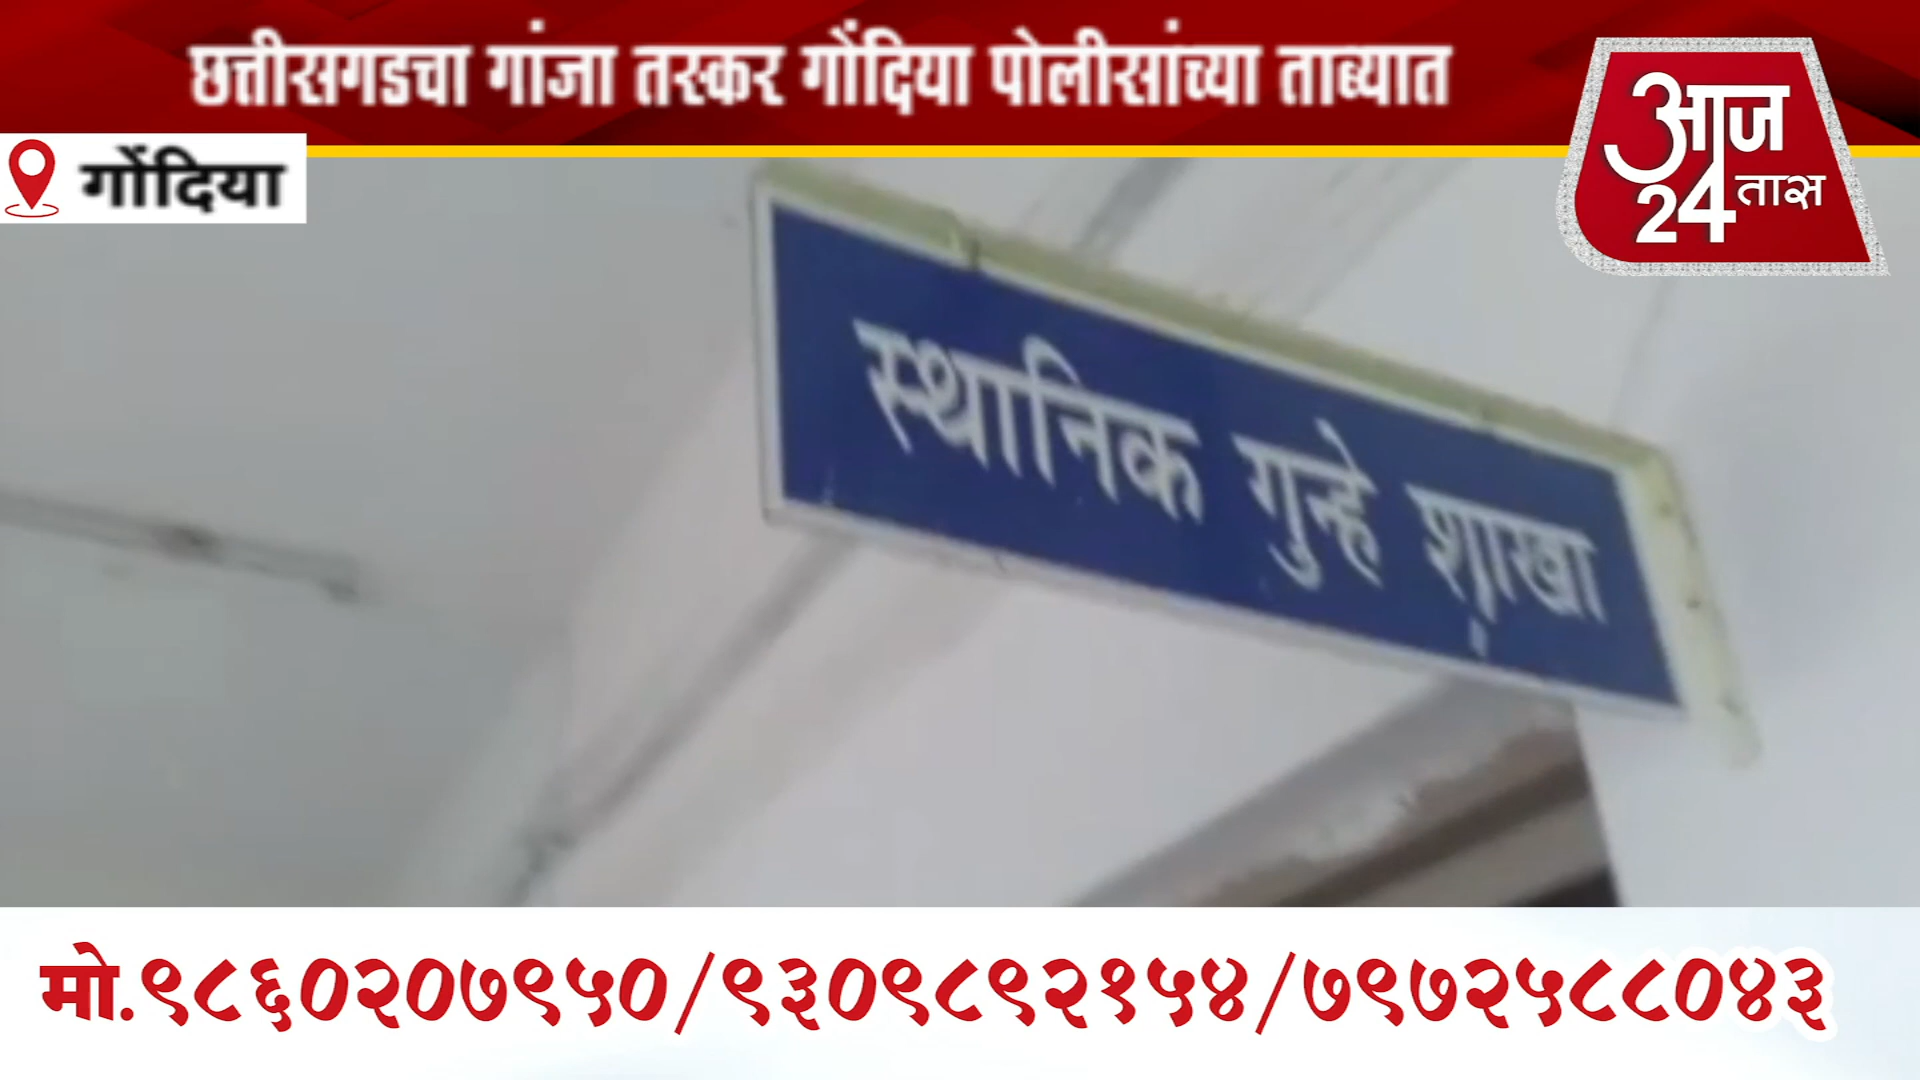 छत्तीसगडचा गांजा तस्कर गोंदिया पोलीसांच्या ताब्यात
गोंदिया
आज
24 तास
स्थानिक गुन्हे शाखा
मो.९८६०२०७९५०/९३०९८९२१५४/७९७२५८८०४३